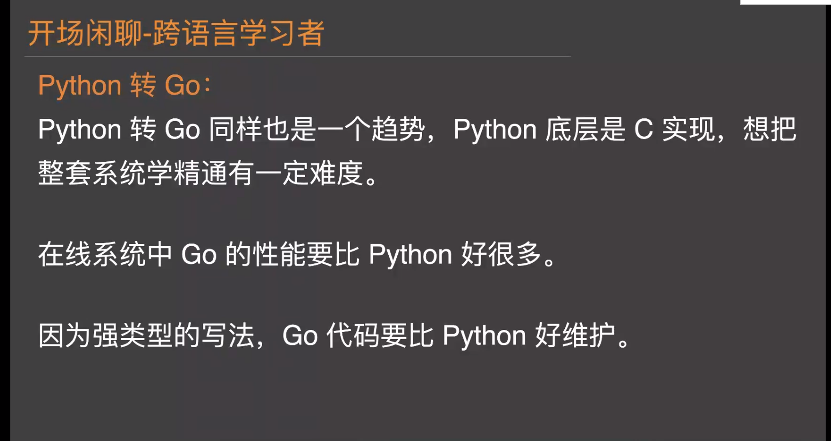 开场闲聊-跨语言学习者
Python 转 Go：
Python 转 Go 同样也是一个趋势，Python 底层是 C 实现，想把
整套系统学精通有一定难度。
在线系统中 Go 的性能要比 Python 好很多。
因为强类型的写法，Go 代码要比 Python 好维护。